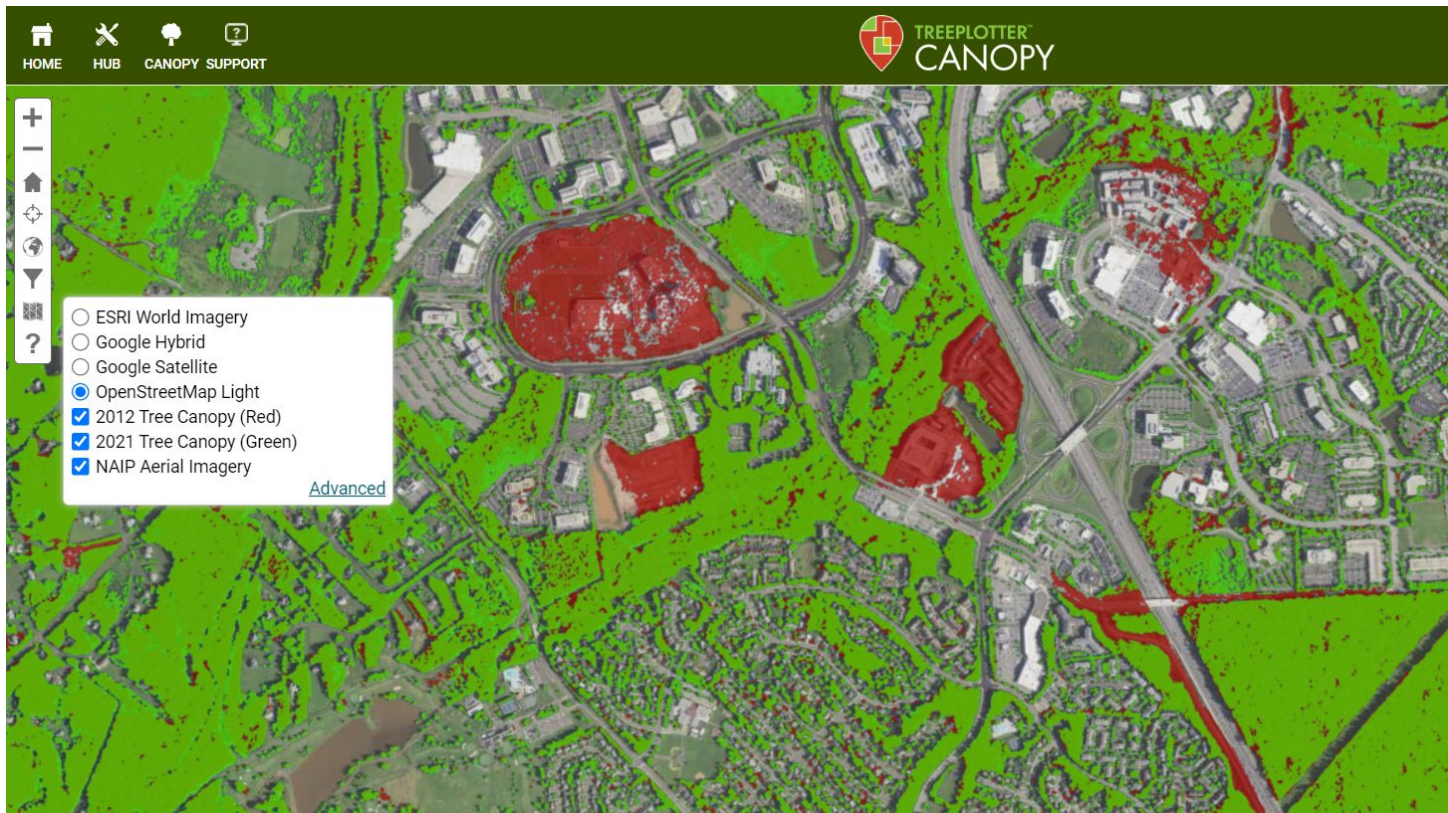 HOME HUB CANOPY SUPPORT
?
TREEPLOTTER™
CANOPY
+
−
?
ESRI World Imagery
Google Hybrid
Google Satellite
OpenStreetMap Light
2012 Tree Canopy (Red)
2021 Tree Canopy (Green)
NAIP Aerial Imagery
Advanced